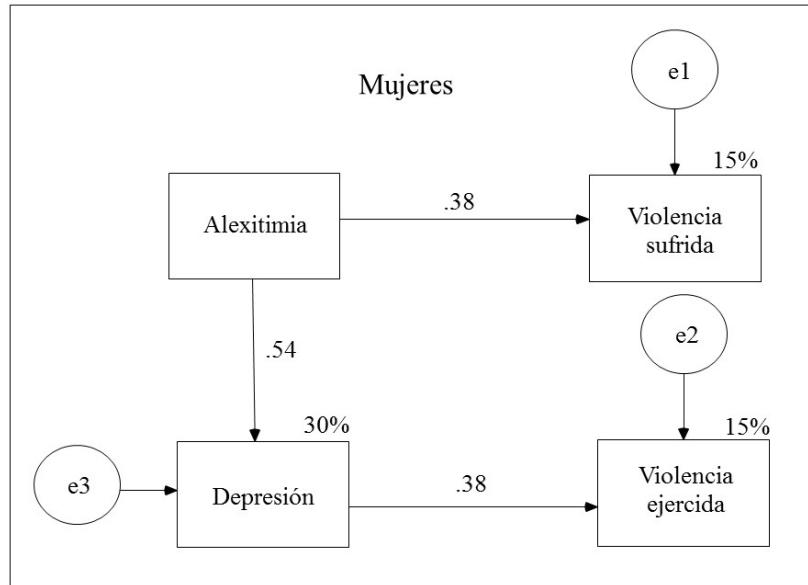 Mujeres
e1
15%
Alexitimia
.38
Violencia
sufrida
.54
e2
30%
15%
e3
Depresión
.38
Violencia
ejercida